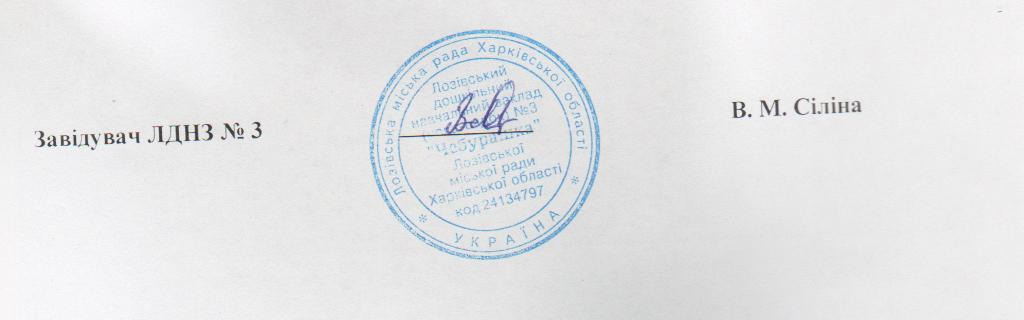 Завідувач ЛДНЗ № 3
Лозівська міська рада Харківської області
Лозівський
дошкільний
навчальний заклад
№3
"Чебурашка"
Лозівської
міської ради
Харківської області
код 24134797
* УКРАЇНА *
В. М. Сіліна